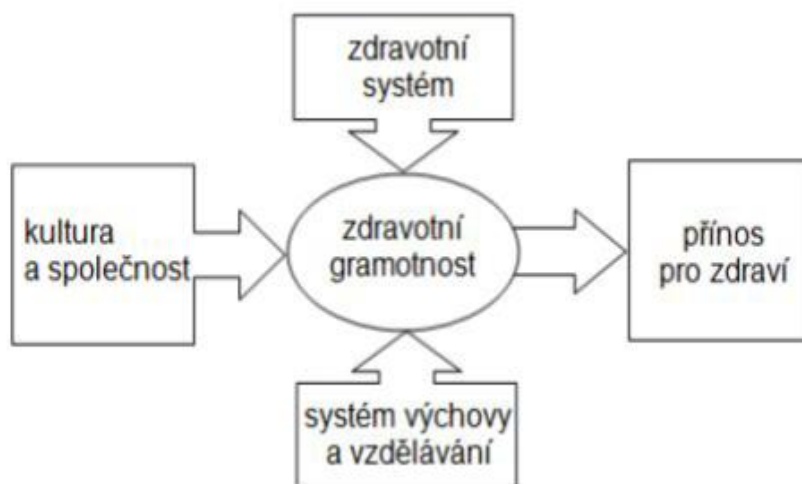 zdravotní
systém
kultura
a společnost
zdravotní
gramotnost
přínos
pro zdraví
systém výchovy
a vzdělávání